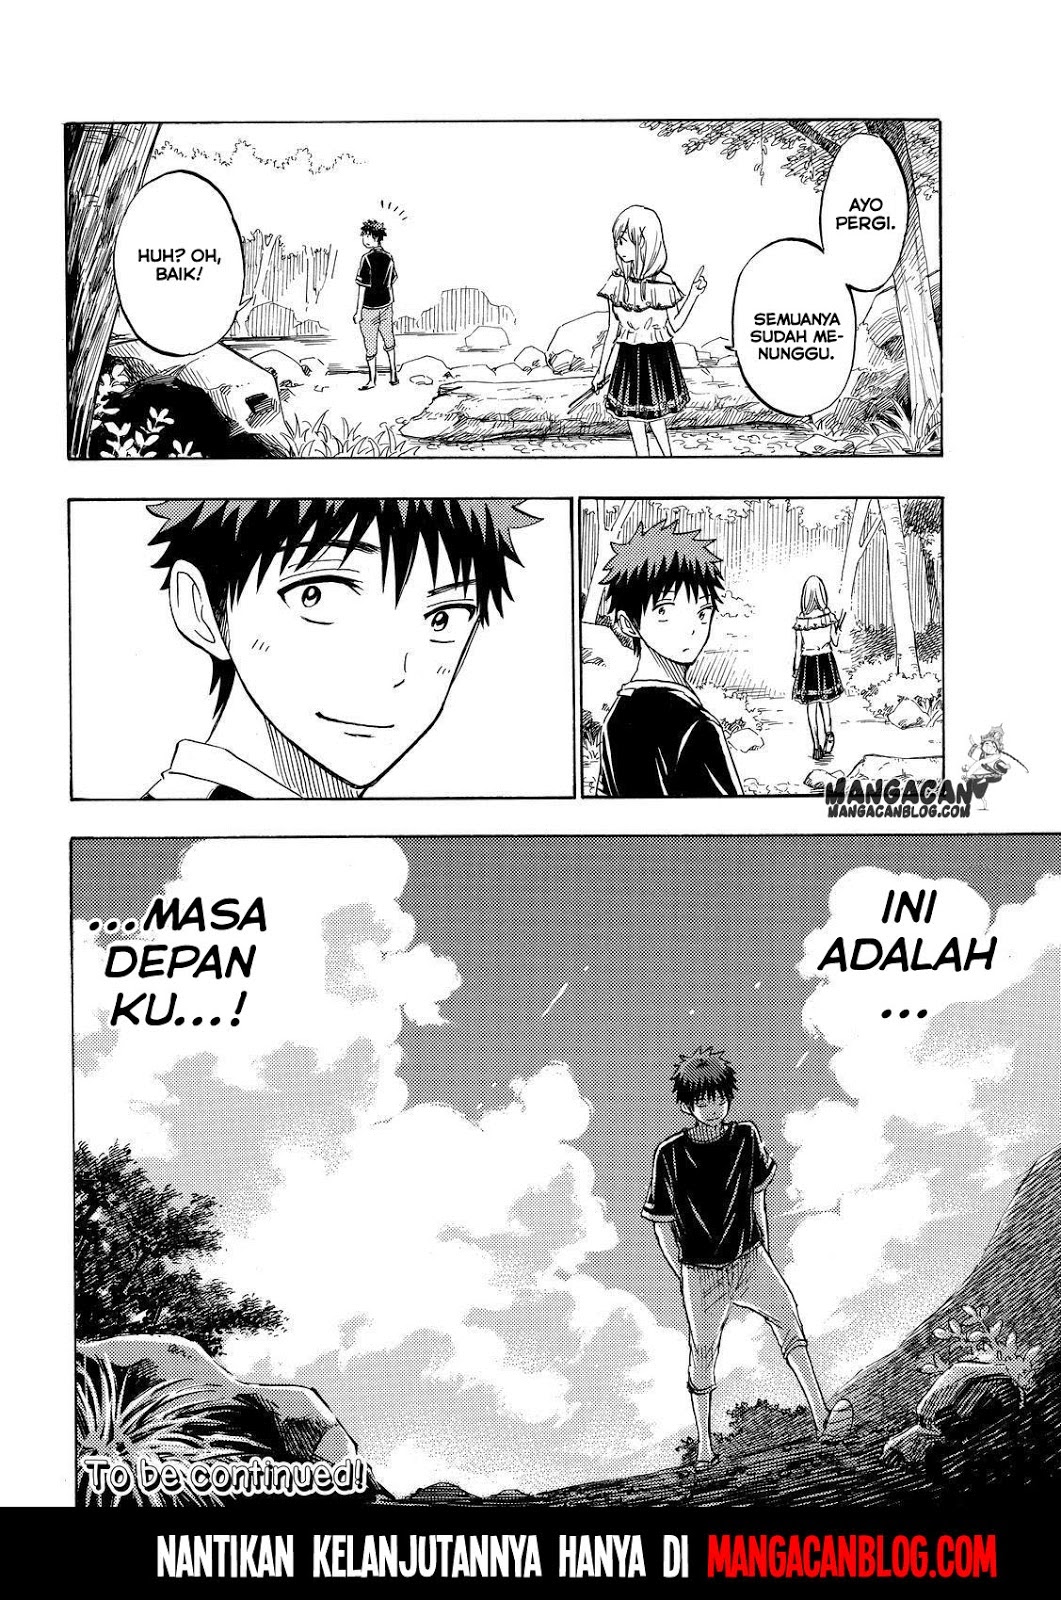 AYO
PERGI.
SEMUANYA
SUDAH ME-
NUNGGU.
HUH? OH,
BAIK!
MANGACAN
MANGACANBLOG.COM
INI
ADALAH
...
...MASA
DEPAN
KU...!
To be continued!
NANTIKAN KELANJUTANNYA HANYA DI MANGACANBLOG.COM